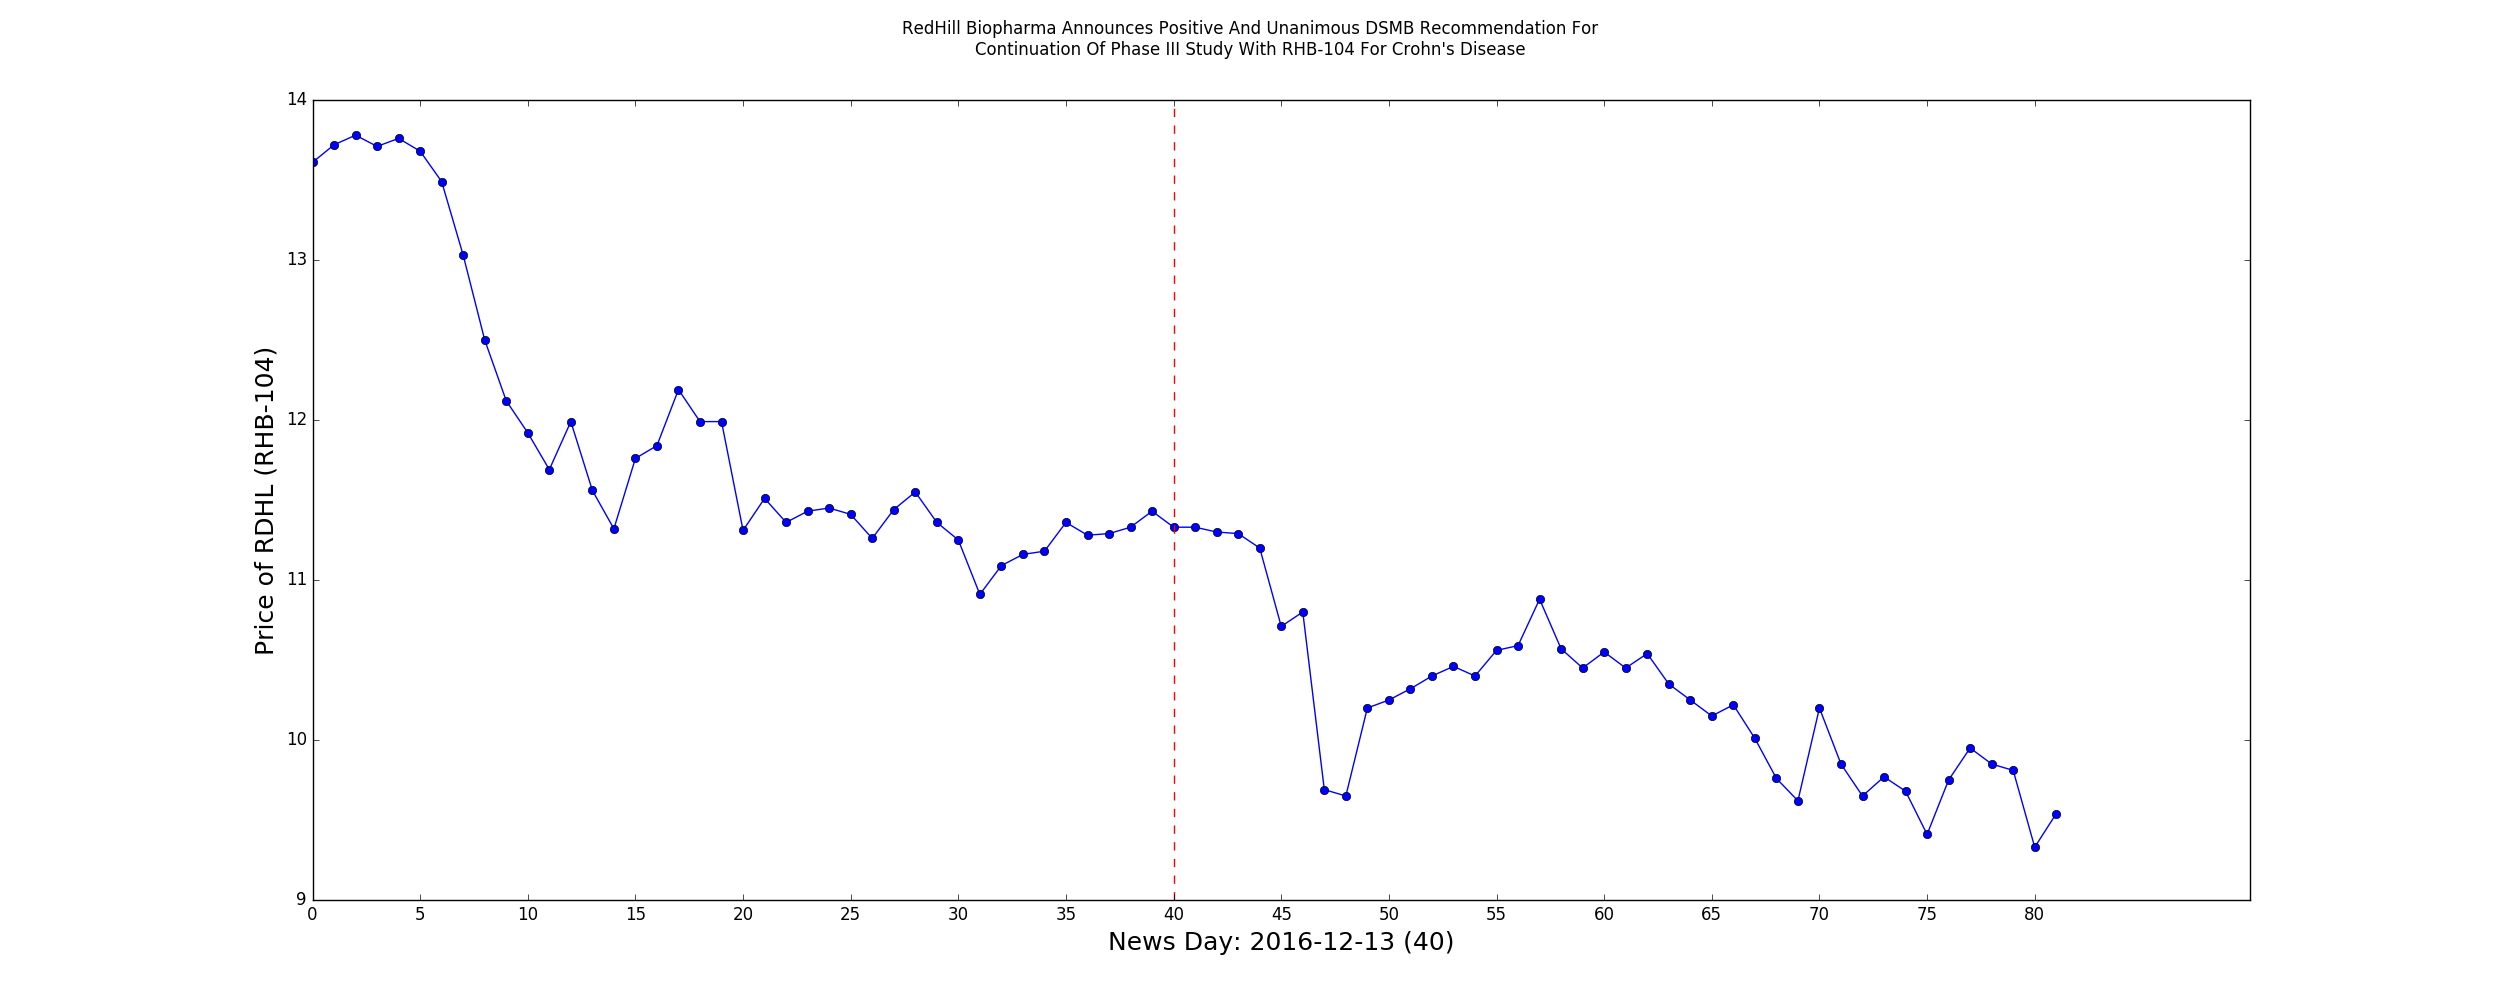 RedHill Biopharma Announces Positive And Unanimous DSMB Recommendation For
Continuation Of Phase III Study With RHB-104 For Crohn's Disease
14
13
12
11
10
9
Price of RDHL (RHB-104)
0 5 10 15 20 25 30 35 40 45 50 55 60 65 70 75 80
News Day: 2016-12-13 (40)